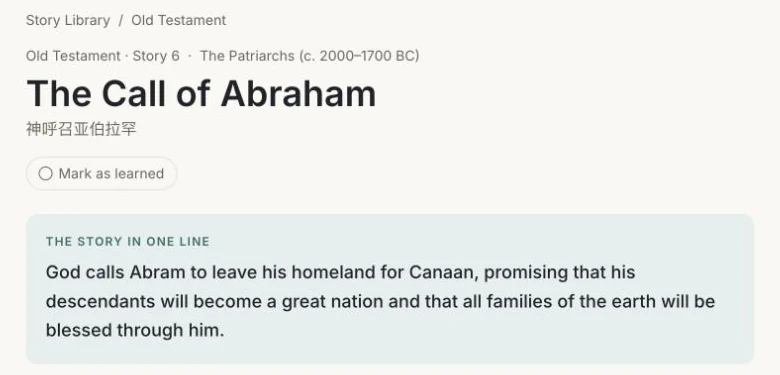 Story Library / Old Testament
Old Testament · Story 6 · The Patriarchs (c. 2000–1700 BC)
The Call of Abraham
神呼召亚伯拉罕
Mark as learned
THE STORY IN ONE LINE
God calls Abram to leave his homeland for Canaan, promising that his
descendants will become a great nation and that all families of the earth will be
blessed through him.